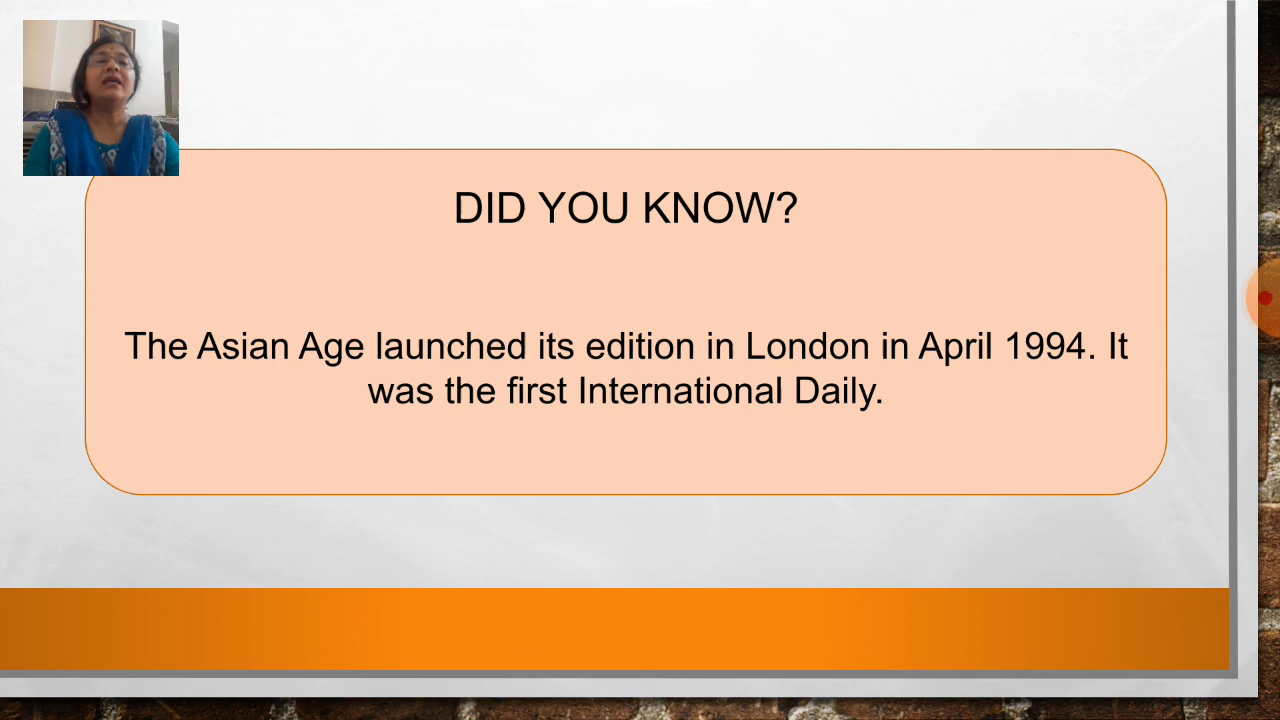 DID YOU KNOW?
The Asian Age launched its edition in London in April 1994. It
was the first International Daily.